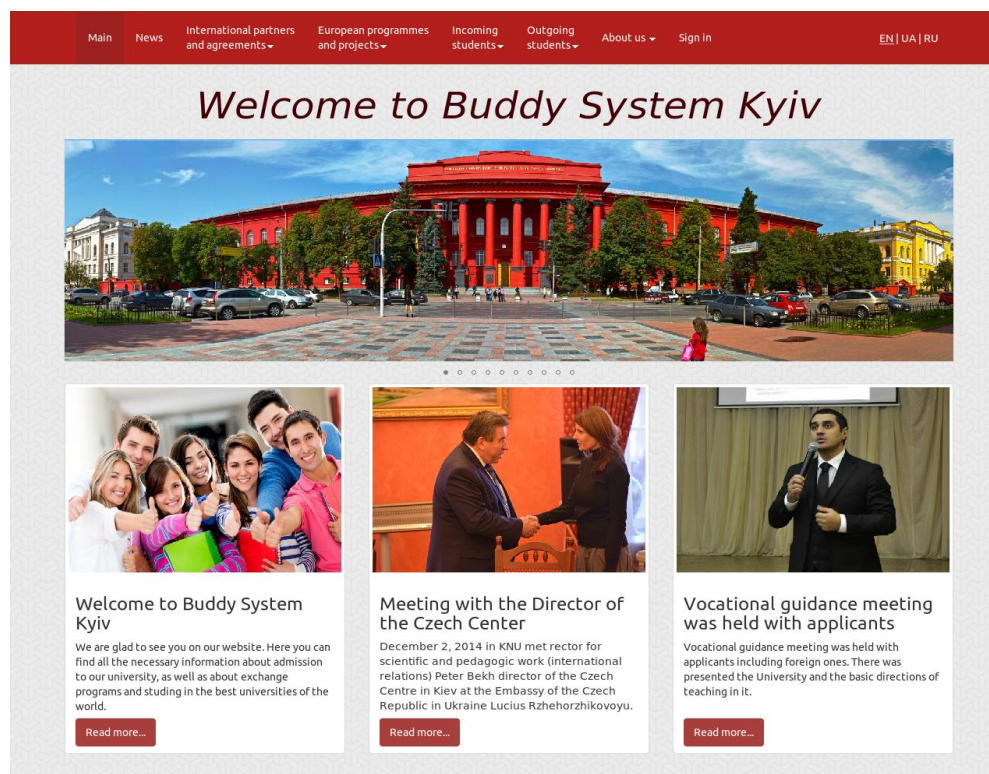 Main
News
International partners
and agreements
European programmes
and projects
Incoming
students
Outgoing
students
About us
Sign in
EN | UA | RU
Welcome to Buddy System Kyiv
Welcome to Buddy System
Kyiv
We are glad to see you on our website. Here you can
find all the necessary information about admission
to our university, as well as about exchange
programs and studing in the best universities of the
world.
Read more...
Meeting with the Director of
the Czech Center
December 2, 2014 in KNU met rector for
scientific and pedagogic work (international
relations) Peter Bekh director of the Czech
Centre in Kiev at the Embassy of the Czech
Republic in Ukraine Lucius Rzhehorzhikovoyu.
Read more...
Vocational guidance meeting
was held with applicants
Vocational guidance meeting was held with
applicants including foreign ones. There was
presented the University and the basic directions of
teaching in it.
Read more...